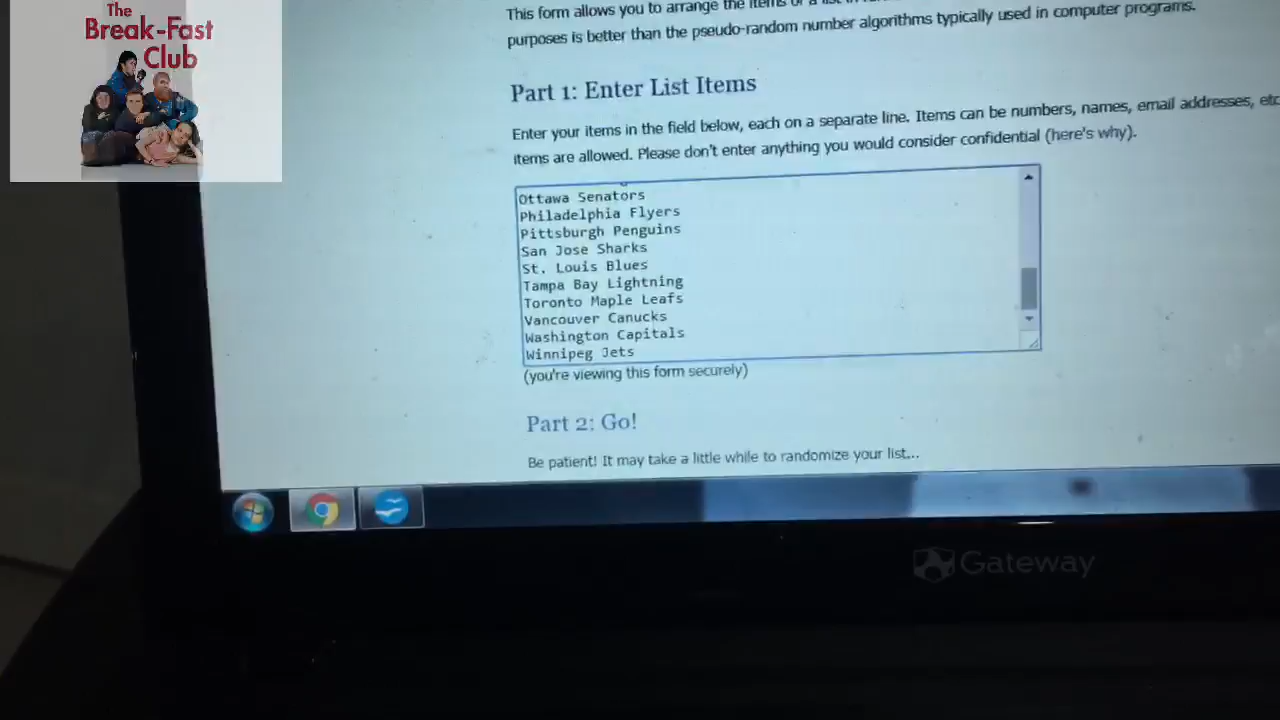 The
Break-Fast
Club
This form allows you to arrange the items of a list in
purposes is better than the pseudo-random number algorithms typically used in computer programs.
Part 1: Enter List Items
Enter your items in the field below, each on a separate line. Items can be numbers, names, email addresses, etc
items are allowed. Please don't enter anything you would consider confidential (here's why).
Ottawa Senators
Philadelphia Flyers
Pittsburgh Penguins
San Jose Sharks
St. Louis Blues
Tampa Bay Lightning
Toronto Maple Leafs
Vancouver Canucks
Washington Capitals
Winnipeg Jets
(you're viewing this form securely)
Part 2: Go!
Be patient! It may take a little while to randomize your list...
Gateway